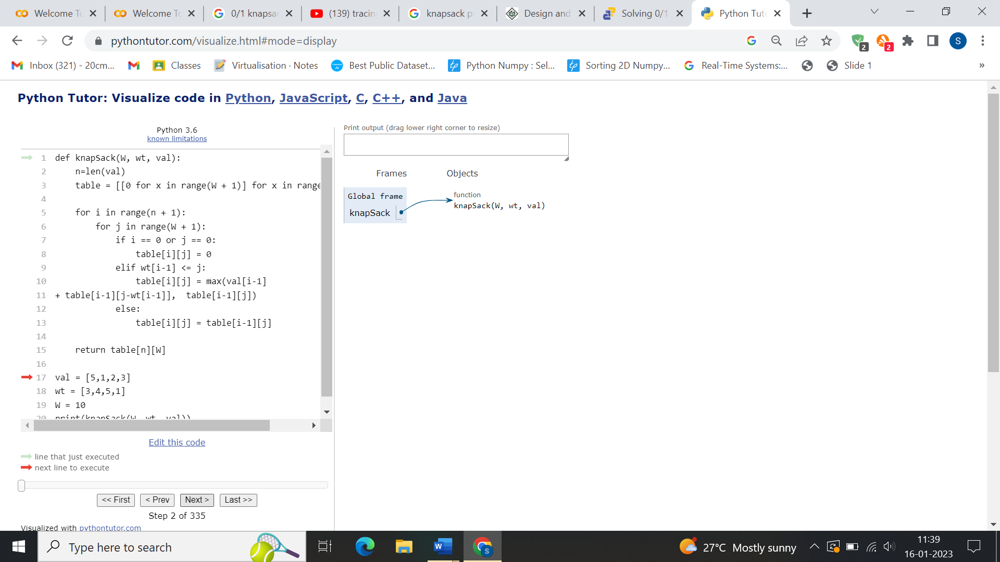 Welcome To
Welcome To
0/1 knapsa
(139) tracin
knapsack p
Design and
Solving 0/1
Python Tut
pythontutor.com/visualize.html#mode=display
2
2
S
Inbox (321) - 20cm...
Classes
Virtualisation · Notes
Best Public Dataset...
Python Numpy : Sel...
Sorting 2D Numpy...
Real-Time Systems:...
Slide 1
»
Python Tutor: Visualize code in Python, JavaScript, C, C++, and Java
Python 3.6
known limitations
1 def knapSack(W, wt, val):
2 n=len(val)
3 table = [[0 for x in range(W + 1)] for x in range
4
5 for i in range(n + 1):
6 for j in range(W + 1):
7 if i == 0 or j == 0:
8 table[i][j] = 0
9 elif wt[i-1] <= j:
10 table[i][j] = max(val[i-1]
11 + table[i-1][j-wt[i-1]], table[i-1][j])
12 else:
13 table[i][j] = table[i-1][j]
14
15 return table[n][W]
16
17 val = [5,1,2,3]
18 wt = [3,4,5,1]
19 W = 10
20 print(knapSack(W, wt, val))
Edit this code
line that just executed
next line to execute
<< First
< Prev
Next >
Last >>
Step 2 of 335
Visualized with pythontutor.com
Print output (drag lower right corner to resize)
Frames
Objects
Global frame
knapSack
function
knapSack(W, wt, val)
Type here to search
W
S
27°C Mostly sunny
11:39
16-01-2023